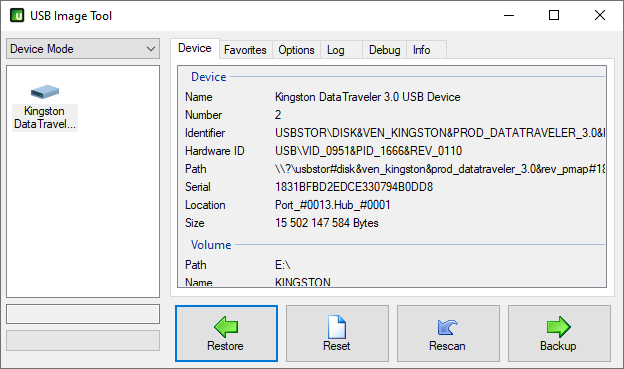 USB Image Tool
Device Mode
Kingston
DataTravel...
Device Favorites Options Log Debug Info
Device
Name Kingston DataTraveler 3.0 USB Device
Number 2
Identifier USBSTOR\DISK&VEN_KINGSTON&PROD_DATATRAVELER_3.0&
Hardware ID USB\VID_0951&PID_1666&REV_0110
Path \\?\usbstor#disk&ven_kingston&prod_datatraveler_3.0&rev_pmap#18
Serial 1831BFBD2EDCE330794B0DD8
Location Port_#0013.Hub_#0001
Size 15 502 147 584 Bytes
Volume
Path E:\
Name KINGSTON
Restore Reset Rescan Backup